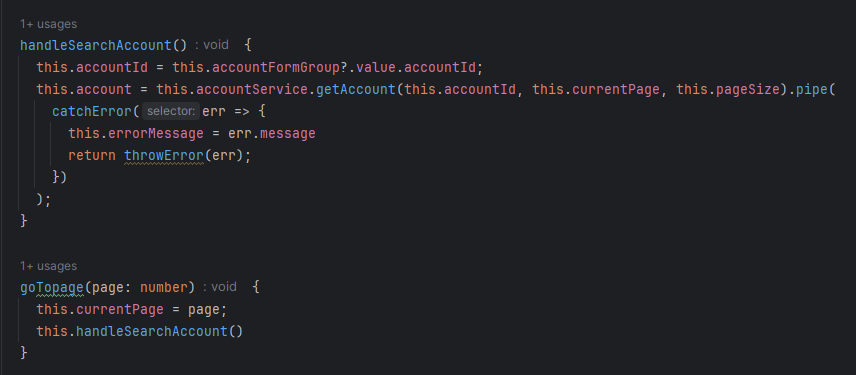 1+ usages
handleSearchAccount() : void {
this.accountId = this.accountFormGroup?.value.accountId;
this.account = this.accountService.getAccount(this.accountId, this.currentPage, this.pageSize).pipe(
catchError( selector: err => {
this.errorMessage = err.message
return throwError(err);
})
);
}
1+ usages
goTopage(page: number) : void {
this.currentPage = page;
this.handleSearchAccount()
}